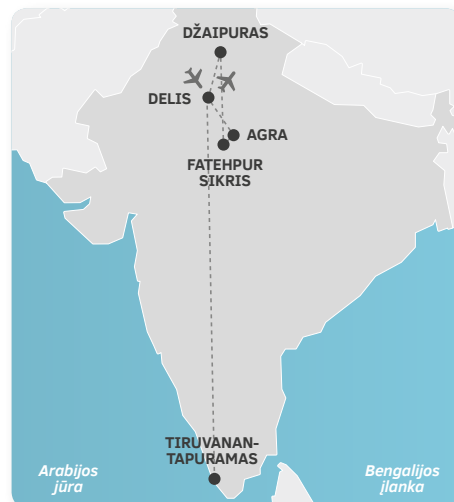 DŽAIPURAS
DELIS
AGRA
FATEHPUR
SIKRIS
TIRUVANAN-
TAPURAMAS
Arabijos
jūra
Bengalijos
įlanka